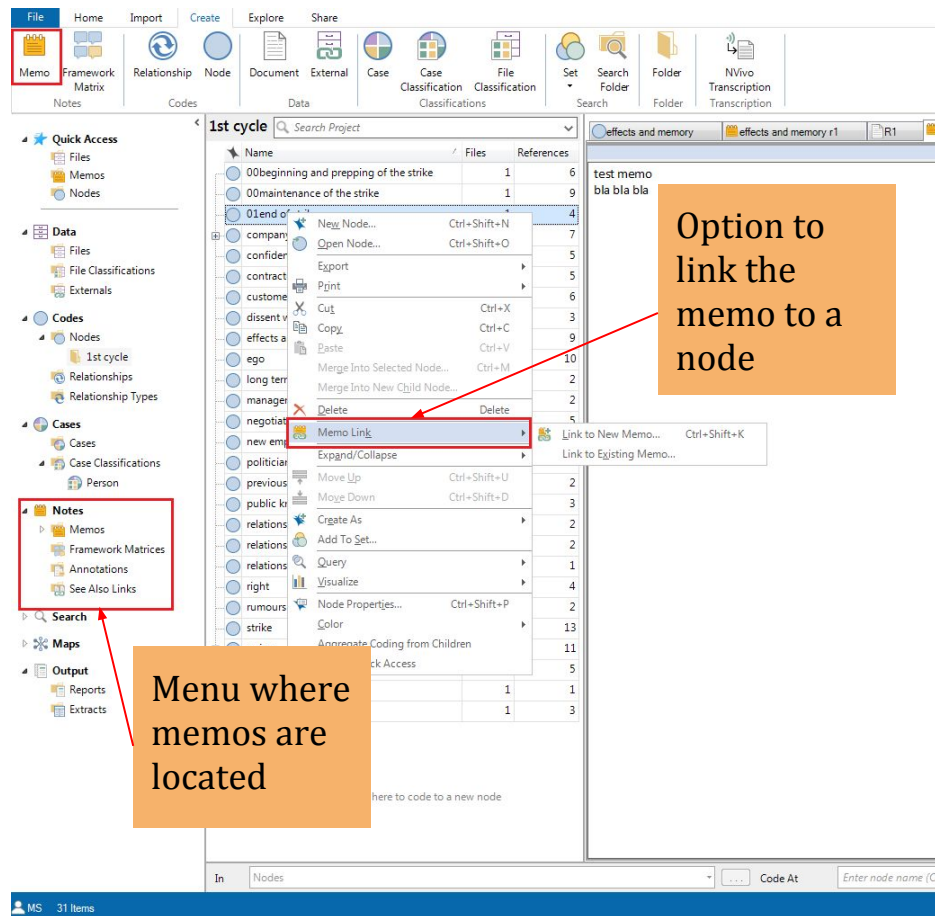 File Home Import Create Explore Share
Memo Framework Matrix Relationship Node Document External Case Case Classification File Classification Set Search Folder Folder NVivo Transcription
Notes Codes Data Classifications Search Folder Transcription
Quick Access
Files
Memos
Nodes
Data
Files
File Classifications
Externals
Codes
Nodes
1st cycle
Relationships
Relationship Types
Cases
Cases
Case Classifications
Person
Notes
Memos
Framework Matrices
Annotations
See Also Links
Search
Maps
Output
Reports
Extracts
1st cycle Search Project
Name Files References
00beginning and prepping of the strike 1 6
00maintenance of the strike 1 9
01end 4
company 7
confiden 5
contract 5
custome 6
dissent 3
effects a 9
ego 10
long term 2
manager 2
negotiat 5
new emp
politician
previous 2
public kn 3
relations 2
relations 2
relations 1
right 4
rumours 2
strike 13
11
5
1 1
1 3
New Node... Ctrl+Shift+N
Open Node... Ctrl+Shift+O
Export
Print
Cut Ctrl+X
Copy Ctrl+C
Paste Ctrl+V
Merge Into Selected Node... Ctrl+M
Merge Into New Child Node...
Delete Delete
Memo Link
Expand/Collapse
Move Up Ctrl+Shift+U
Move Down Ctrl+Shift+D
Create As
Add To Set...
Query
Visualize
Node Properties... Ctrl+Shift+P
Color
Aggregate Coding from Children
ck Access
Link to New Memo... Ctrl+Shift+K
Link to Existing Memo...
effects and memory effects and memory r1 R1
test memo
bla bla bla
Option to
link the
memo to a
node
Menu where
memos are
located
here to code to a new node
In Nodes ... Code At Enter node name (C
MS 31 Items